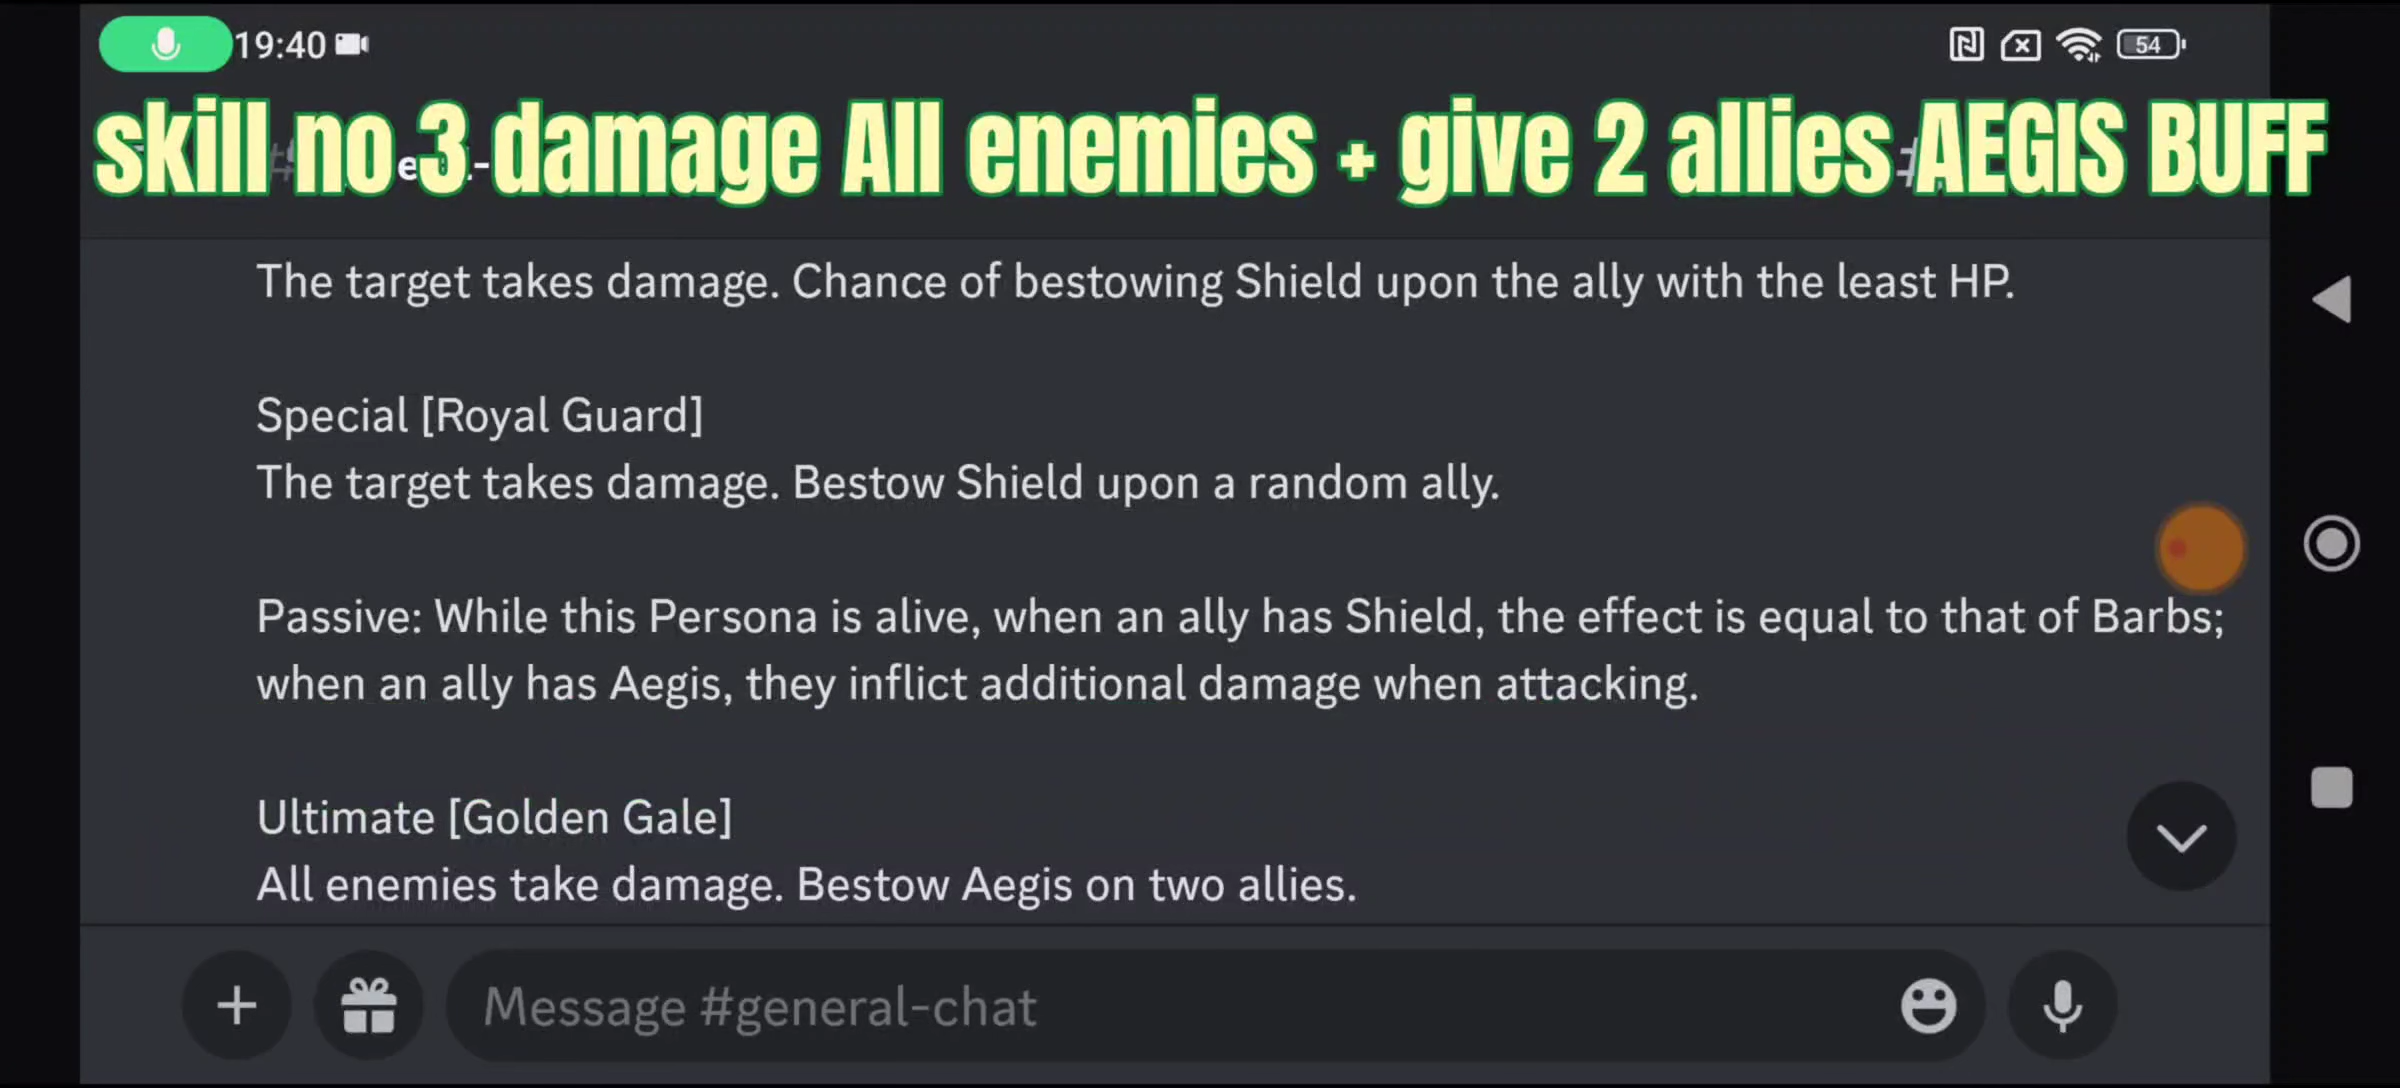 19:40
54
skill no 3 damage All enemies + give 2 allies AEGIS BUFF
The target takes damage. Chance of bestowing Shield upon the ally with the least HP.
Special [Royal Guard]
The target takes damage. Bestow Shield upon a random ally.
Passive: While this Persona is alive, when an ally has Shield, the effect is equal to that of Barbs;
when an ally has Aegis, they inflict additional damage when attacking.
Ultimate [Golden Gale]
All enemies take damage. Bestow Aegis on two allies.
Message #general-chat